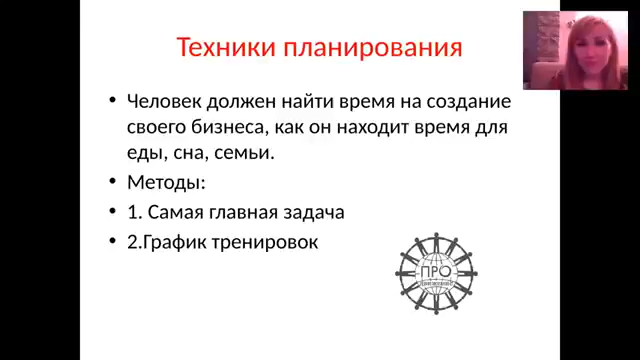 Техники планирования
• Человек должен найти время на создание
своего бизнеса, как он находит время для
еды, сна, семьи.
• Методы:
• 1. Самая главная задача
• 2.График тренировок
ПРО